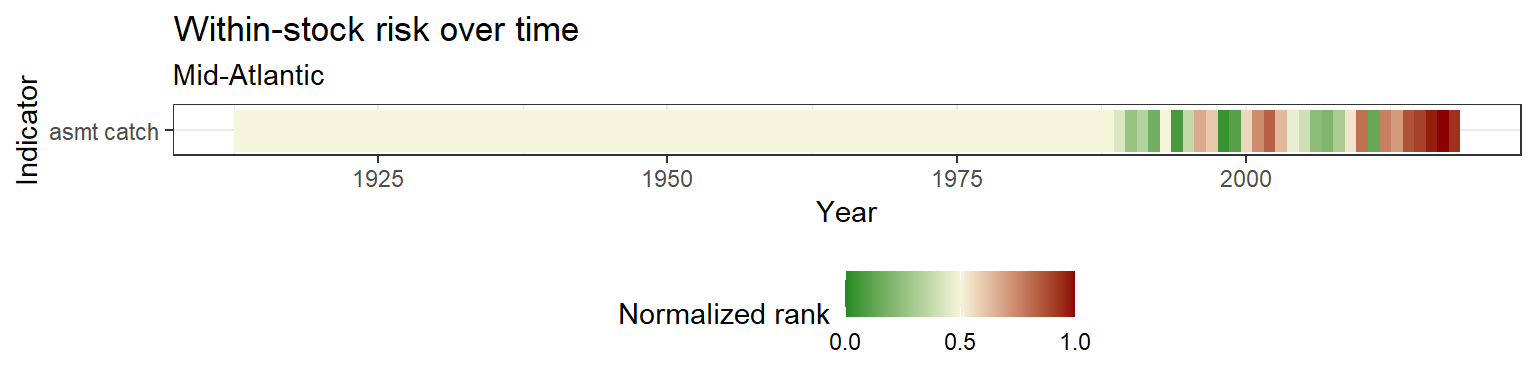 Within-stock risk over time
Mid-Atlantic
Indicator
asmt catch
1925 1950 1975 2000
Year
Normalized rank
0.0 0.5 1.0